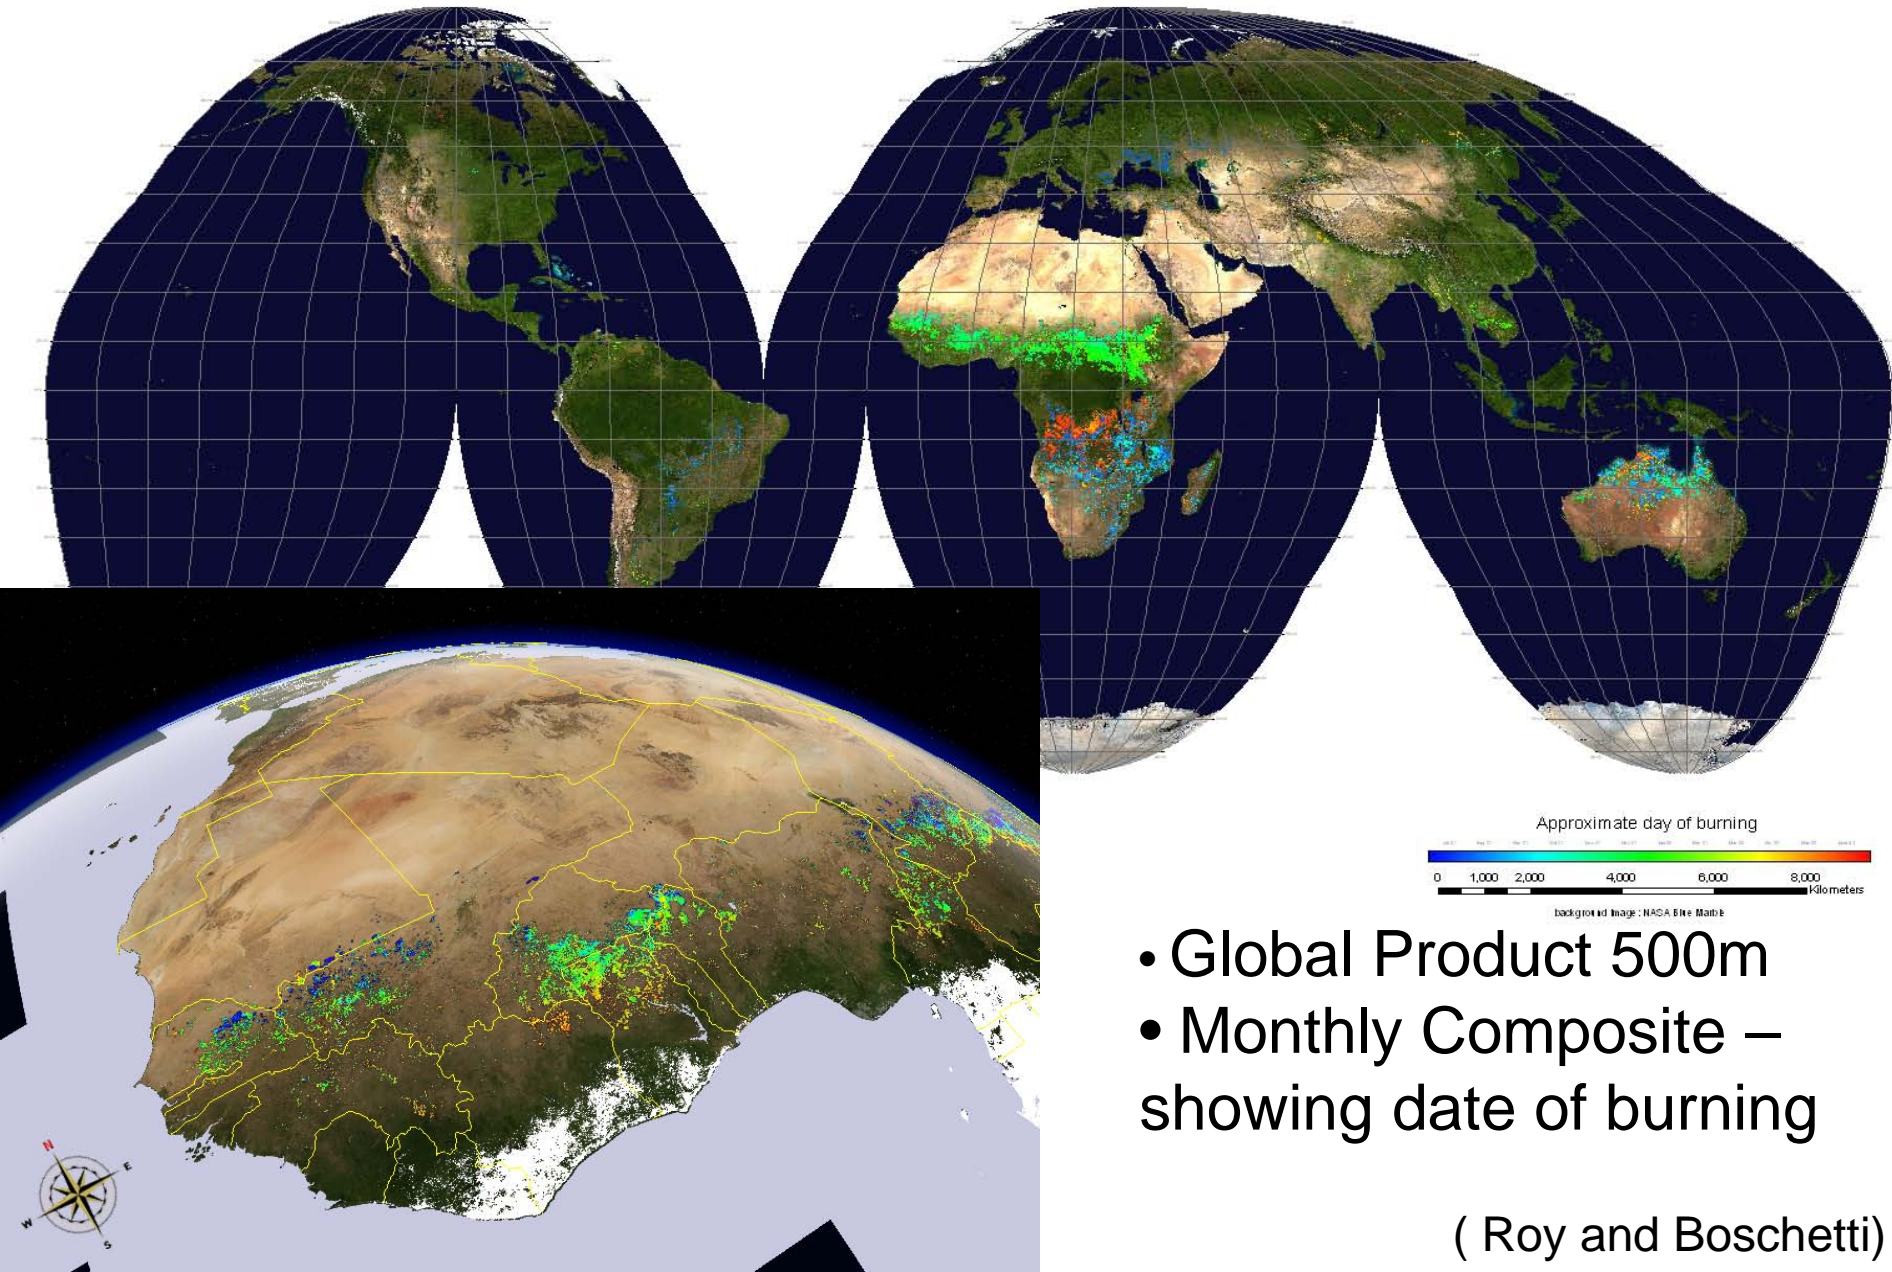 Approximate day of burning
0 1,000 2,000 4,000 6,000 8,000
Kilometers
background image : NASA Blue Marble
• Global Product 500m
• Monthly Composite –
showing date of burning
( Roy and Boschetti)
N
E
W
S